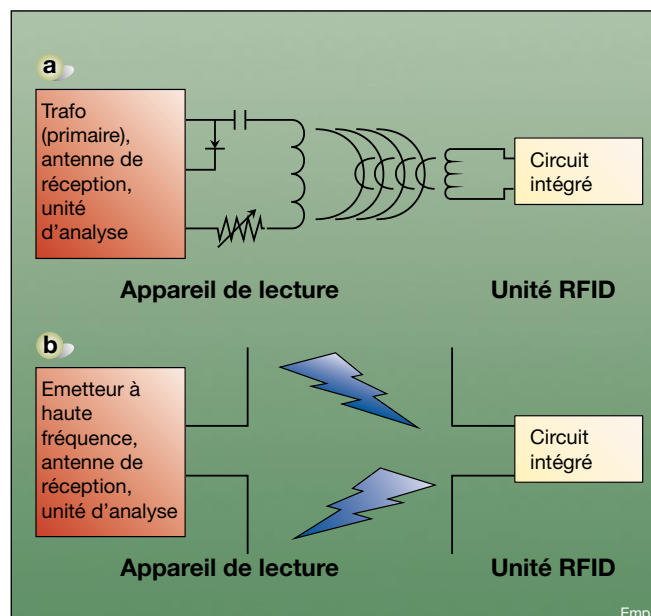 a
Trafo
(primaire),
antenne de
réception,
unité
d'analyse
Circuit
intégré
Appareil de lecture
Unité RFID
b
Emetteur à
haute
fréquence,
antenne de
réception,
unité d'analyse
Circuit
intégré
Appareil de lecture
Unité RFID